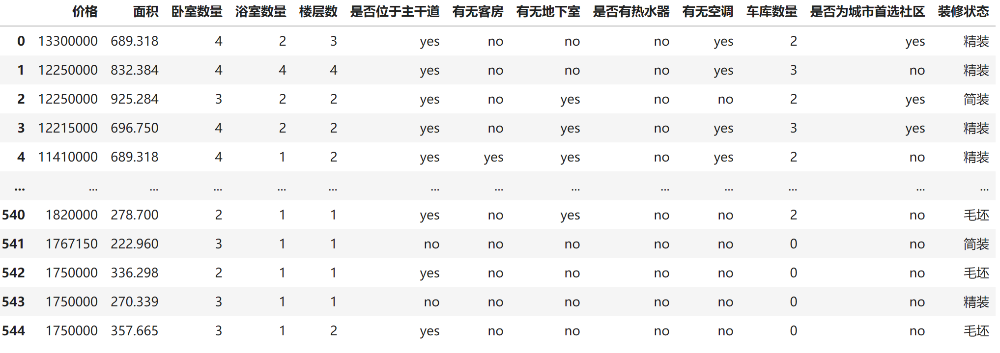 价格 面积 卧室数量 浴室数量 楼层数 是否位于主干道 有无客房 有无地下室 是否有热水器 有无空调 车库数量 是否为城市首选社区 装修状态
0 13300000 689.318 4 2 3 yes no no no yes 2 yes 精装
1 12250000 832.384 4 4 4 yes no no no yes 3 no 精装
2 12250000 925.284 3 2 2 yes no yes no no 2 yes 简装
3 12215000 696.750 4 2 2 yes no yes no yes 3 yes 精装
4 11410000 689.318 4 1 2 yes yes yes no yes 2 no 精装
... ... ... ... ... ... ... ... ... ... ... ... ... ...
540 1820000 278.700 2 1 1 yes no yes no no 2 no 毛坯
541 1767150 222.960 3 1 1 no no no no no 0 no 简装
542 1750000 336.298 2 1 1 yes no no no no 0 no 毛坯
543 1750000 270.339 3 1 1 no no no no no 0 no 精装
544 1750000 357.665 3 1 2 yes no no no no 0 no 毛坯